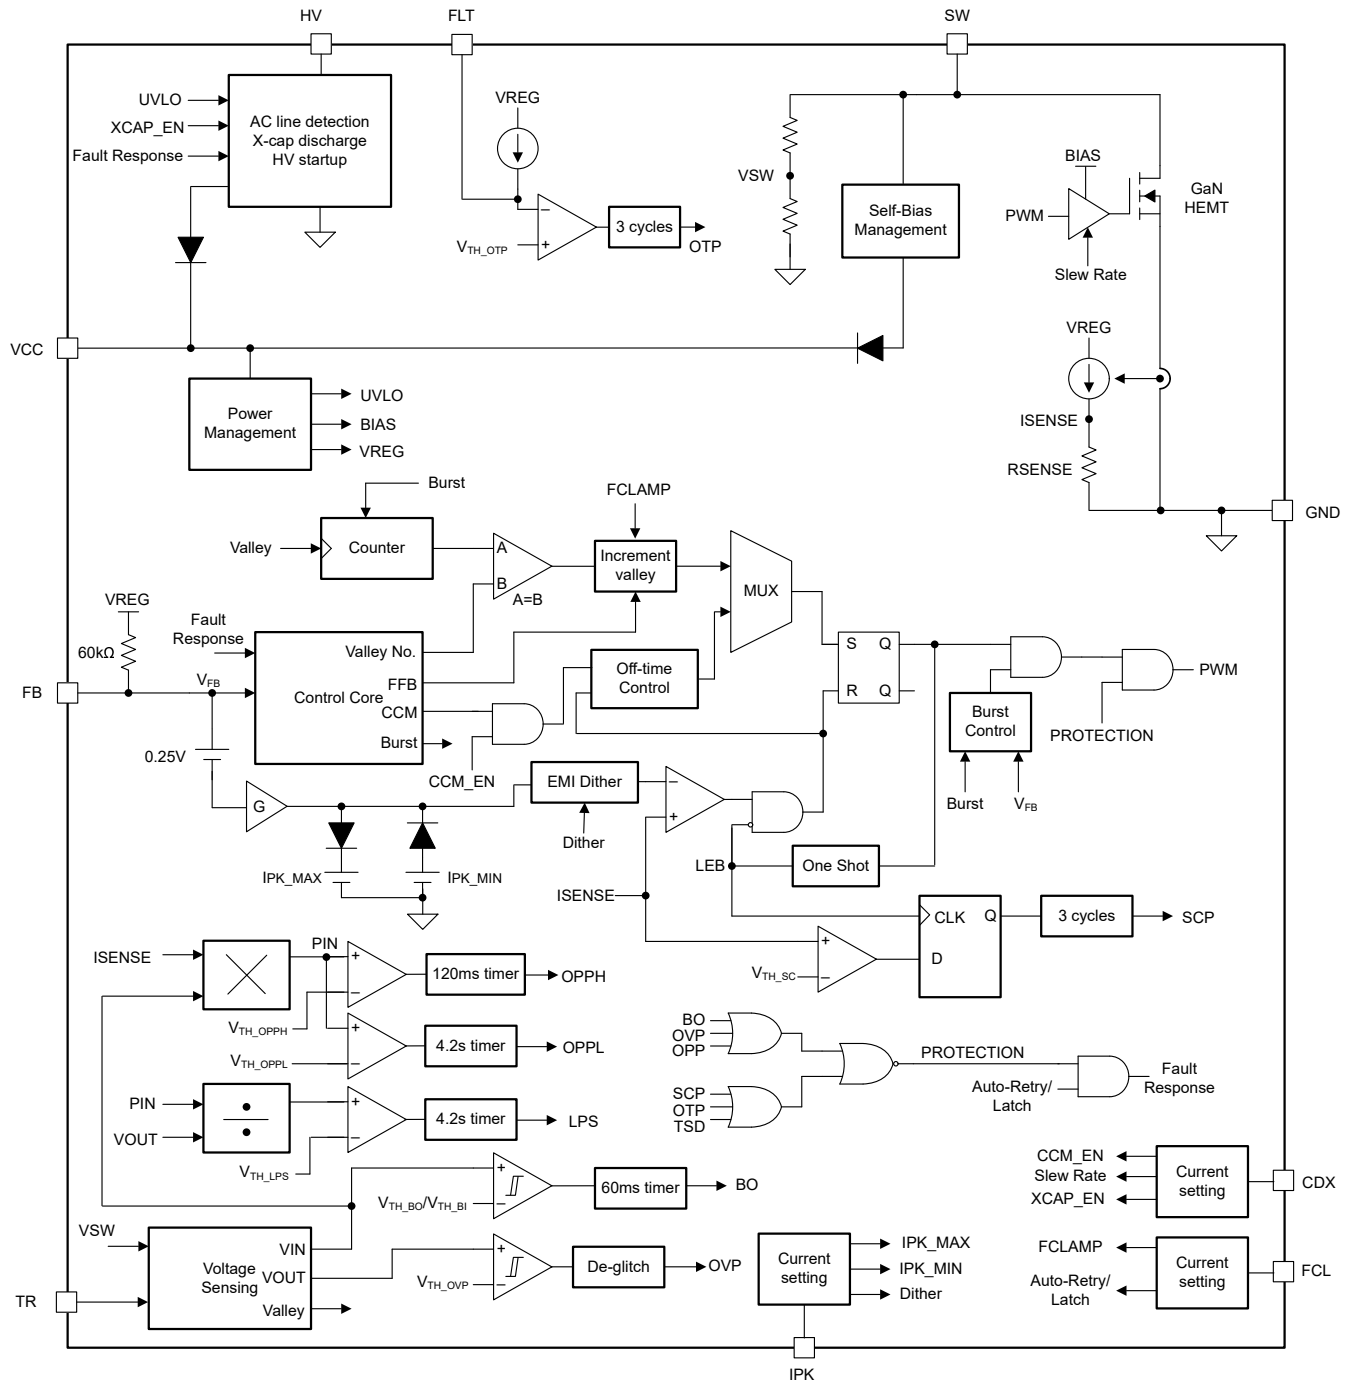 HV
FLT
SW
UVLO
XCAP_EN
Fault Response
AC line detection
X-cap discharge
HV startup
VREG
VTH_OTP
3 cycles
OTP
VSW
Self-Bias
Management
BIAS
PWM
Slew Rate
GaN
HEMT
VCC
VREG
ISENSE
RSENSE
GND
Power
Management
UVLO
BIAS
VREG
Burst
Valley
Counter
A
B
A=B
FCLAMP
Increment
valley
MUX
VREG
60kΩ
FB
VFB
Fault
Response
Control Core
Valley No.
FFB
CCM
Burst
CCM_EN
Off-time
Control
S
Q
R
Q
Burst
Control
Burst
VFB
PROTECTION
PWM
0.25V
G
EMI Dither
Dither
IPK_MAX
IPK_MIN
LEB
One Shot
ISENSE
CLK
Q
D
3 cycles
SCP
VTH_SC
ISENSE
PIN
120ms timer
OPPH
VTH_OPPH
4.2s timer
OPPL
VTH_OPPL
PIN
VOUT
4.2s timer
LPS
VTH_LPS
BO
OVP
OPP
SCP
OTP
TSD
PROTECTION
Auto-Retry/
Latch
Fault
Response
VTH_BO/VTH_BI
60ms timer
BO
VSW
TR
Voltage
Sensing
VIN
VOUT
Valley
VTH_OVP
De-glitch
OVP
Current
setting
IPK_MAX
IPK_MIN
Dither
IPK
CCM_EN
Slew Rate
XCAP_EN
Current
setting
CDX
FCLAMP
Auto-Retry/
Latch
Current
setting
FCL